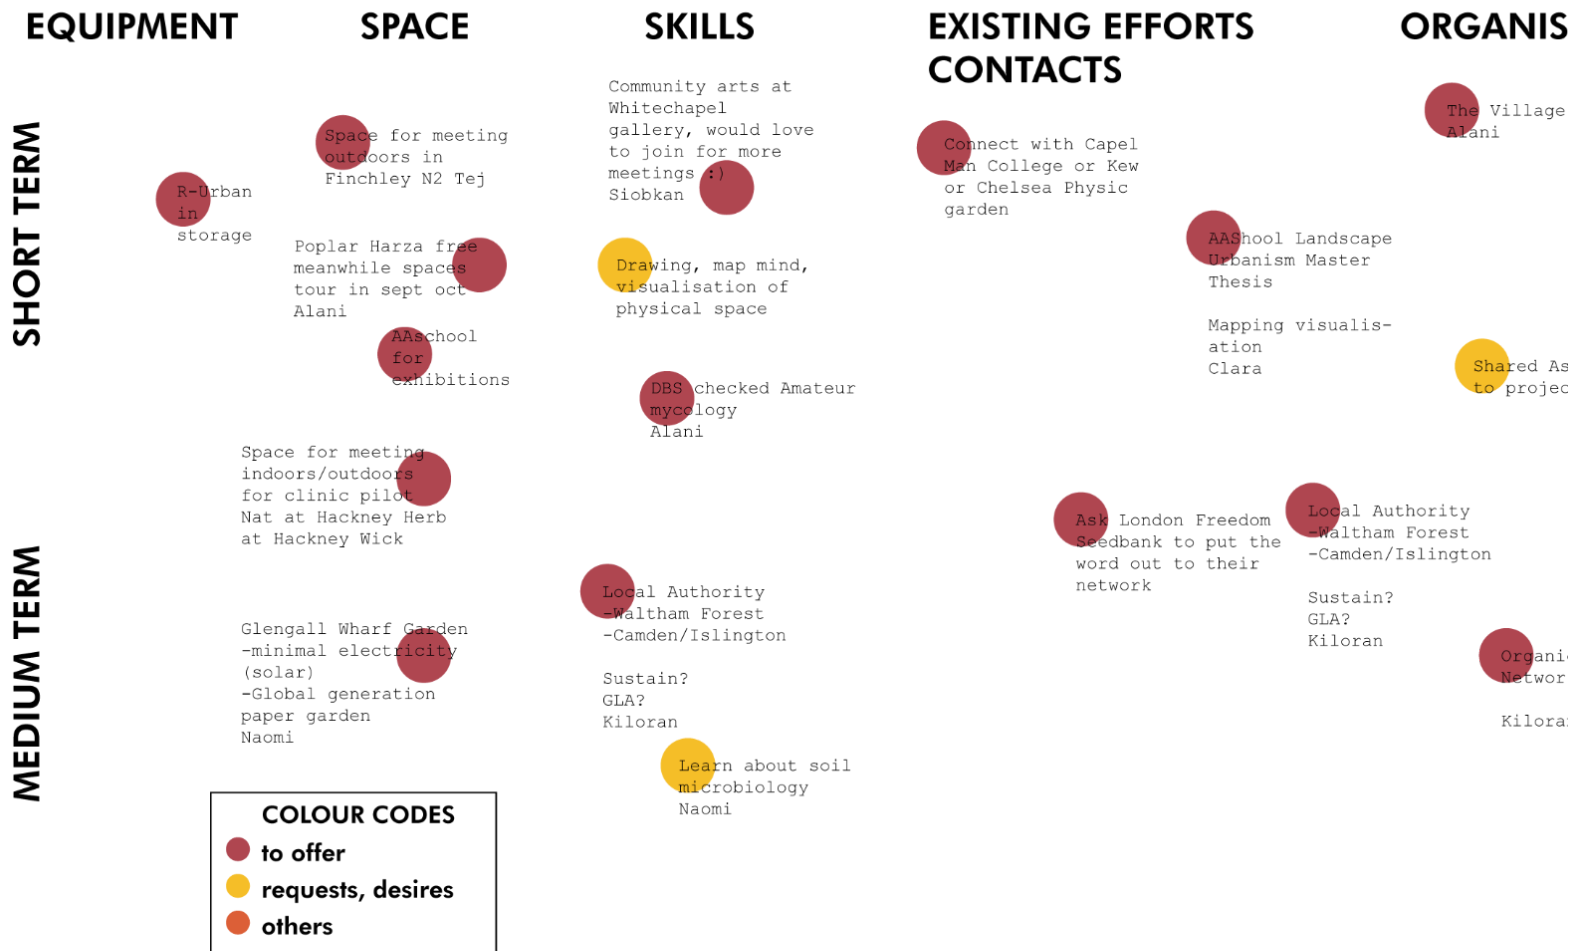 EQUIPMENT
SPACE
SKILLS
EXISTING EFFORTS
CONTACTS
ORGANIS
SHORT TERM
R-Urban
in
storage
Space for meeting
outdoors in
Finchley N2 Tej
Poplar Harza free
meanwhile spaces
tour in sept oct
Alani
AAschool
for
exhibitions
Community arts at
Whitechapel
gallery, would love
to join for more
meetings :)
Siobkan
Drawing, map mind,
visualisation of
physical space
DBS checked Amateur
mycology
Alani
Connect with Capel
Man College or Kew
or Chelsea Physic
garden
AAShool Landscape
Urbanism Master
Thesis
Mapping visualis-
ation
Clara
The Village
Alani
Shared As
to projec
MEDIUM TERM
Space for meeting
indoors/outdoors
for clinic pilot
Nat at Hackney Herb
at Hackney Wick
Glengall Wharf Garden
-minimal electricity
(solar)
-Global generation
paper garden
Naomi
Local Authority
-Waltham Forest
-Camden/Islington
Sustain?
GLA?
Kiloran
Learn about soil
microbiology
Naomi
Ask London Freedom
Seedbank to put the
word out to their
network
Local Authority
-Waltham Forest
-Camden/Islington
Sustain?
GLA?
Kiloran
Organi
Networ
Kilora
COLOUR CODES
to offer
requests, desires
others